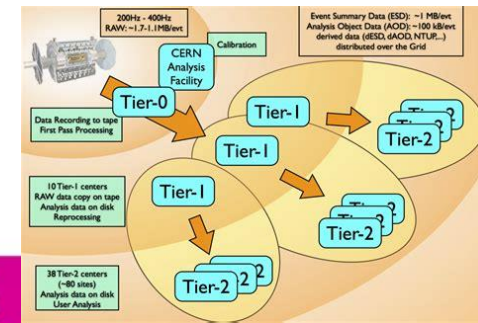 200Hz - 400Hz
RAW: ~1.7-1.1MB/evt
Event Summary Data (ESD): ~1 MB/evt
Analysis Object Data (AOD): ~100 kB/evt
derived data (dESD, dAOD, NTUP,...)
distributed over the Grid
CERN
Analysis
Facility
Calibration
Tier-0
Data Recording to tape
First Pass Processing
Tier-1
Tier-2
Tier-1
10 Tier-1 centers
RAW data copy on tape
Analysis data on disk
Reprocessing
Tier-1
2
2
Tier-2
38 Tier-2 centers
(~80 sites)
Analysis data on disk
User Analysis
2
2
Tier-2